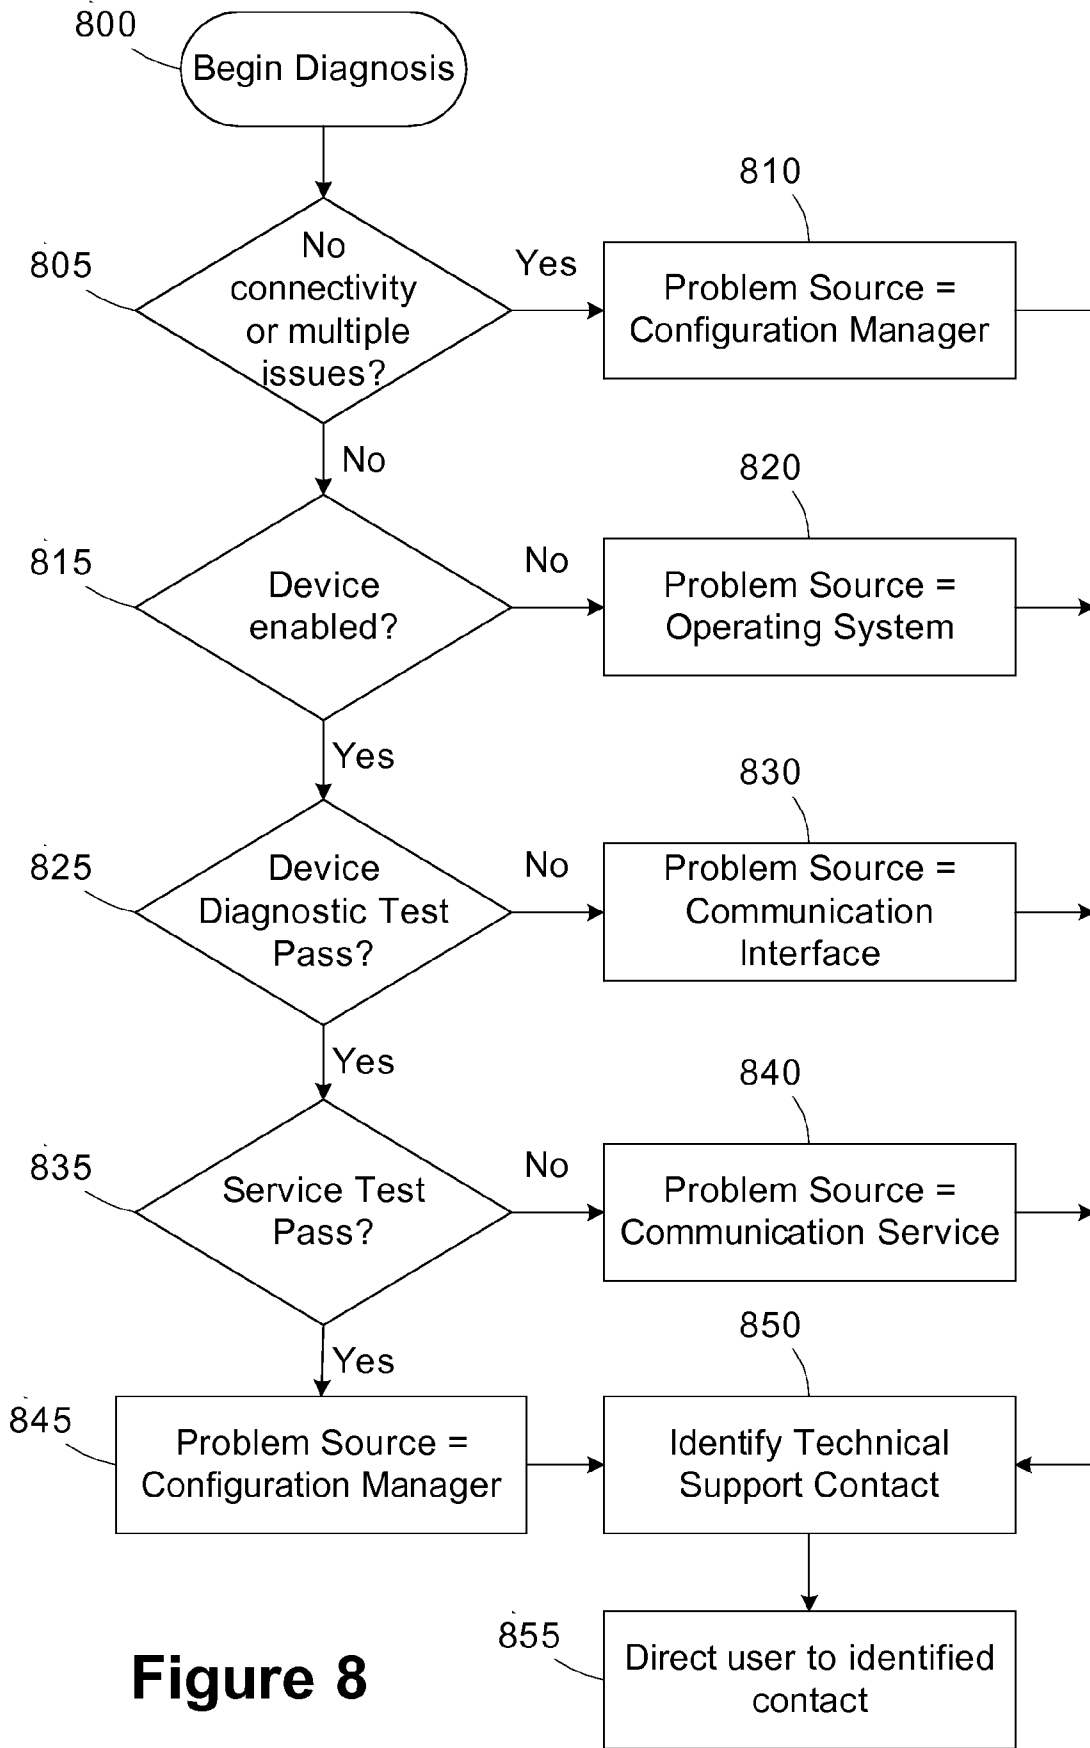 800
Begin Diagnosis
805
No
connectivity
or multiple
issues?
Yes
810
Problem Source =
Configuration Manager
No
815
Device
enabled?
No
820
Problem Source =
Operating System
Yes
825
Device
Diagnostic Test
Pass?
No
830
Problem Source =
Communication
Interface
Yes
835
Service Test
Pass?
No
840
Problem Source =
Communication Service
Yes
845
Problem Source =
Configuration Manager
850
Identify Technical
Support Contact
855
Direct user to identified
contact
Figure 8